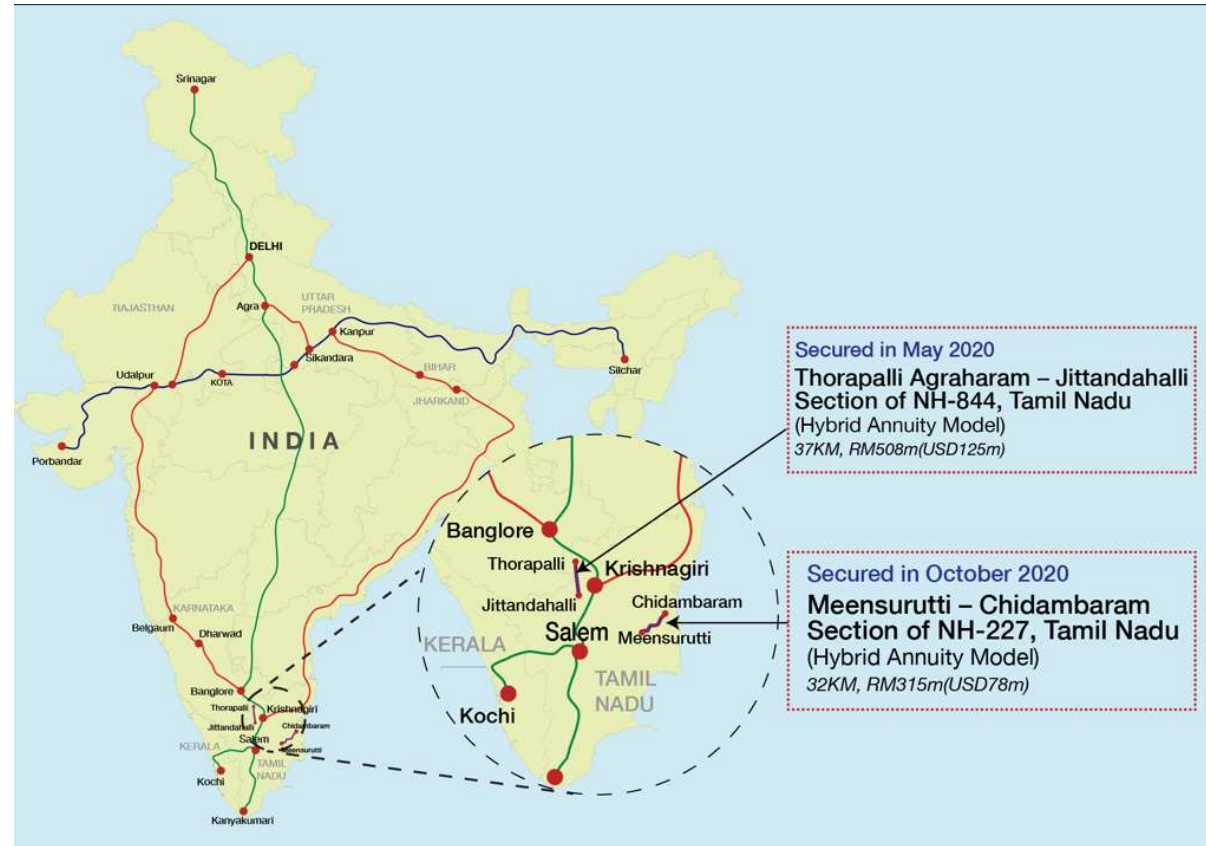 Srinagar
DELHI
RAJASTHAN
Agra
UTTAR
PRADESH
Kanpur
Sikandara
Udalpur
KOTA
BIHAR
JHARKAND
Silchar
Porbandar
INDIA
KARNATAKA
Belgaum
Dharwad
Banglore
Thorapalli
Krishnagiri
Jittandahalli
Chidambaram
Salem
Meensurutti
KERALA
TAMIL
NADU
Kochi
Kanyakumari
Banglore
Thorapalli
Krishnagiri
Jittandahalli
Chidambaram
Salem
Meensurutti
KERALA
TAMIL
NADU
Kochi
Secured in May 2020
Thorapalli Agraharam – Jittandahalli
Section of NH-844, Tamil Nadu
(Hybrid Annuity Model)
37KM, RM508m(USD125m)
Secured in October 2020
Meensurutti – Chidambaram
Section of NH-227, Tamil Nadu
(Hybrid Annuity Model)
32KM, RM315m(USD78m)